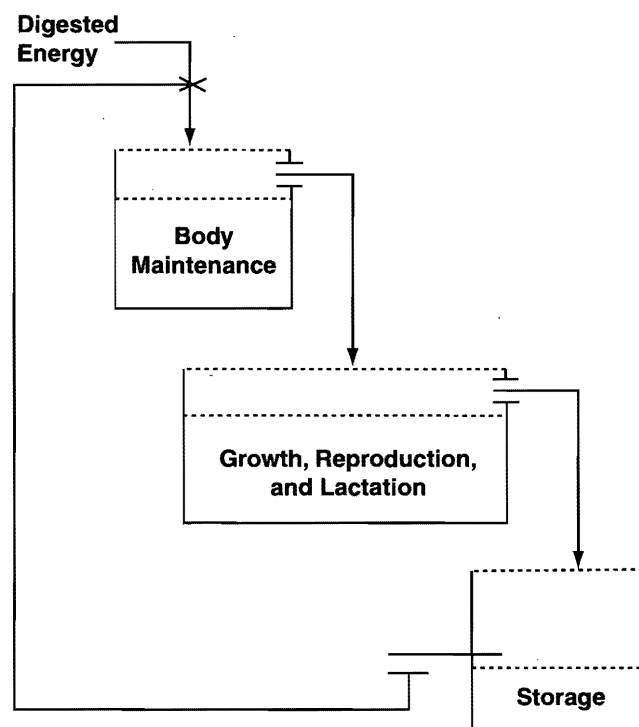 Digested
Energy
Body
Maintenance
Growth, Reproduction,
and Lactation
Storage